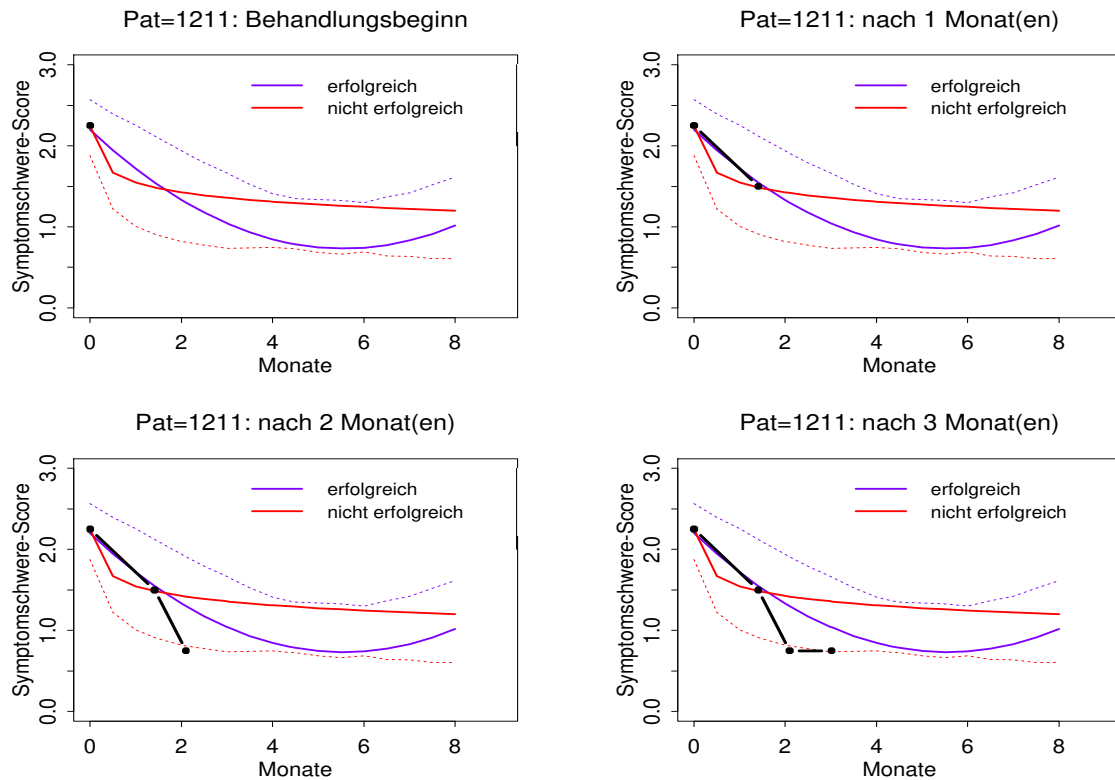 Pat=1211: Behandlungsbeginn
Symptomschwere-Score
3.0
2.0
1.0
0.0
erfolgreich
nicht erfolgreich
0 2 4 6 8
Monate
Pat=1211: nach 1 Monat(en)
Symptomschwere-Score
3.0
2.0
1.0
0.0
erfolgreich
nicht erfolgreich
0 2 4 6 8
Monate
Pat=1211: nach 2 Monat(en)
Symptomschwere-Score
3.0
2.0
1.0
0.0
erfolgreich
nicht erfolgreich
0 2 4 6 8
Monate
Pat=1211: nach 3 Monat(en)
Symptomschwere-Score
3.0
2.0
1.0
0.0
erfolgreich
nicht erfolgreich
0 2 4 6 8
Monate